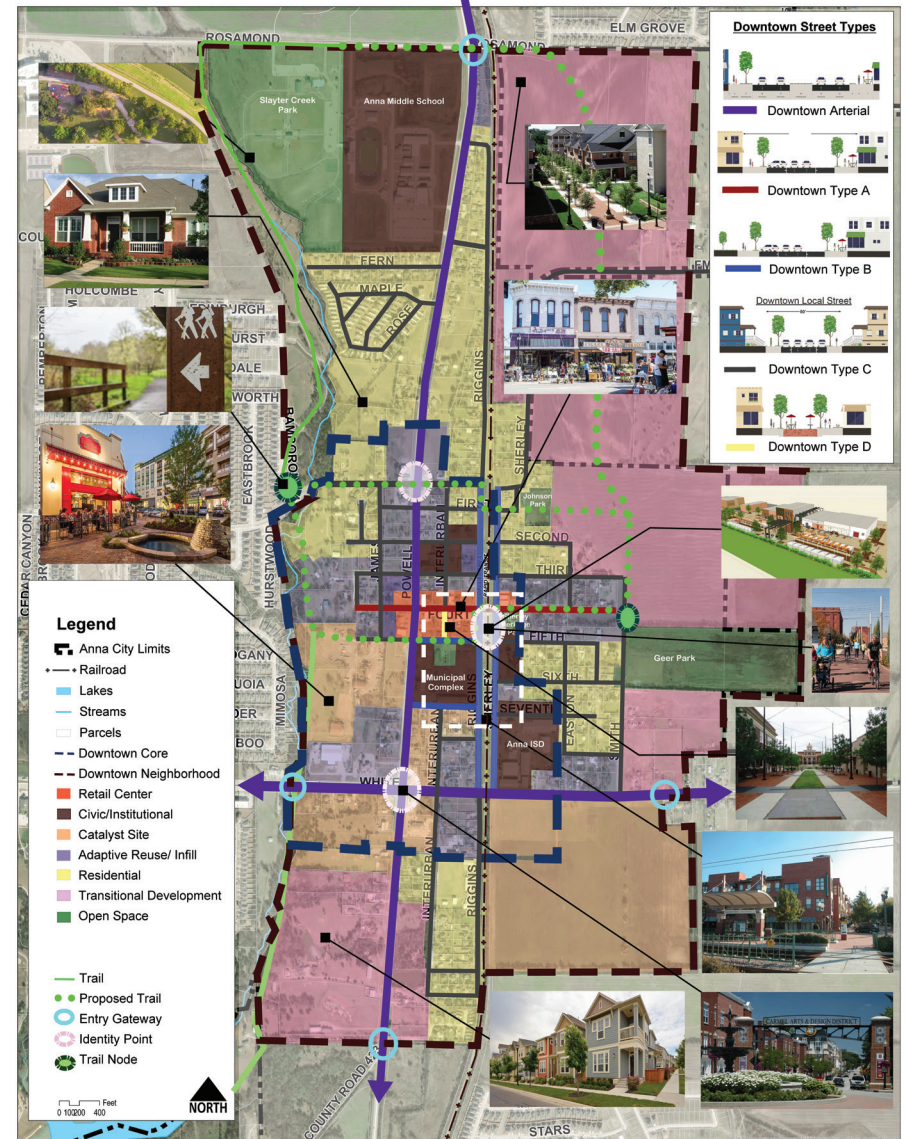 ROSAMOND
ROSAMOND
ELM GROVE
Downtown Street Types
Downtown Arterial
Downtown Type A
Downtown Type B
Downtown Local Street
Downtown Type C
Downtown Type D
Slayter Creek
Park
Anna Middle School
FERN
MAPLE
ROSE
HOLCOMBE
PEMBERTON
WORTH
EASTBROOK
RIGGINS
SHERLEY
FIRST
Johnson
Park
SECOND
THIRD
JAMES
POWELL
INTERURBAN
FOURTH
FIFTH
SIXTH
Geer Park
CEDAR CANYON
HURSTWOOD
MIMOSA
Municipal
Complex
RIGGINS
SHERLEY
SEVENTH
Anna ISD
EASTON
SMITH
INTERURBAN
WHITE
INTERURBAN
RIGGINS
COUNTY ROAD 42
STARS
CARMEL ARTS & DESIGN DISTRICT
Legend
Anna City Limits
Railroad
Lakes
Streams
Parcels
Downtown Core
Downtown Neighborhood
Retail Center
Civic/Institutional
Catalyst Site
Adaptive Reuse/ Infill
Residential
Transitional Development
Open Space
Trail
Proposed Trail
Entry Gateway
Identity Point
Trail Node
Feet
0 100200 400
NORTH